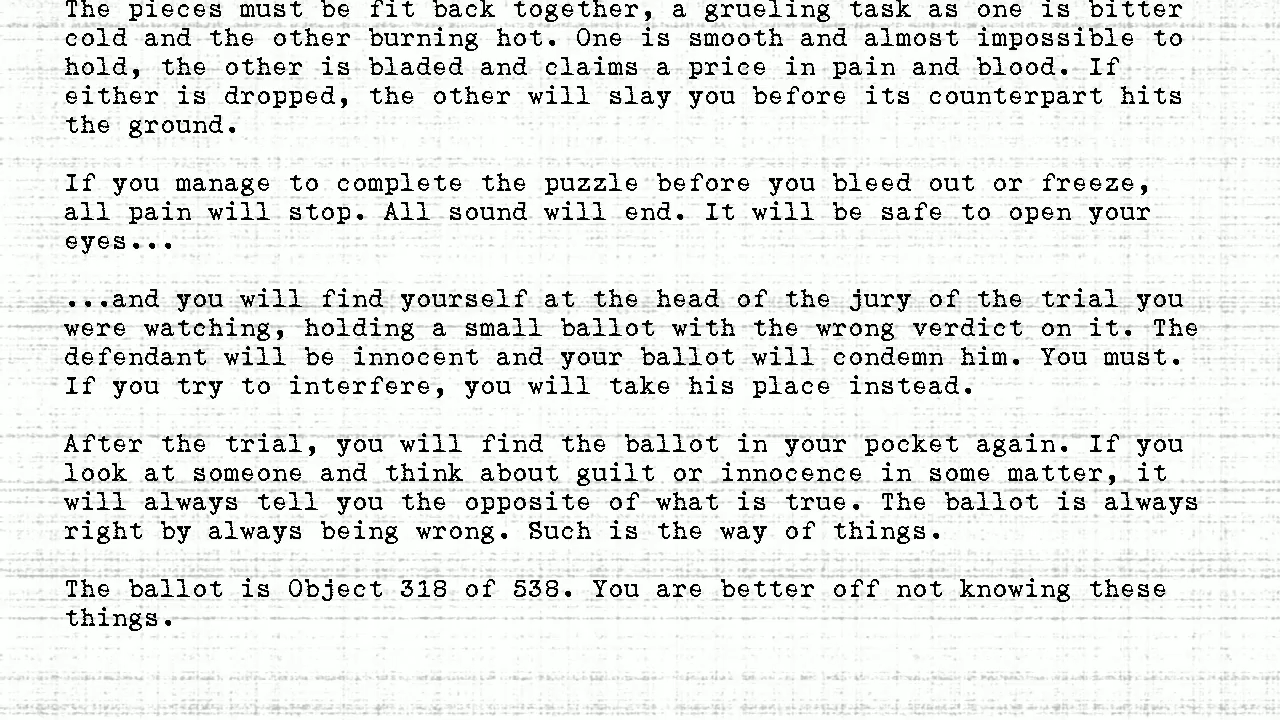 The pieces must be fit back together, a grueling task as one is bitter
cold and the other burning hot. One is smooth and almost impossible to
hold, the other is bladed and claims a price in pain and blood. If
either is dropped, the other will slay you before its counterpart hits
the ground.
If you manage to complete the puzzle before you bleed out or freeze,
all pain will stop. All sound will end. It will be safe to open your
eyes...
...and you will find yourself at the head of the jury of the trial you
were watching, holding a small ballot with the wrong verdict on it. The
defendant will be innocent and your ballot will condemn him. You must.
If you try to interfere, you will take his place instead.
After the trial, you will find the ballot in your pocket again. If you
look at someone and think about guilt or innocence in some matter, it
will always tell you the opposite of what is true. The ballot is always
right by always being wrong. Such is the way of things.
The ballot is Object 318 of 538. You are better off not knowing these
things.